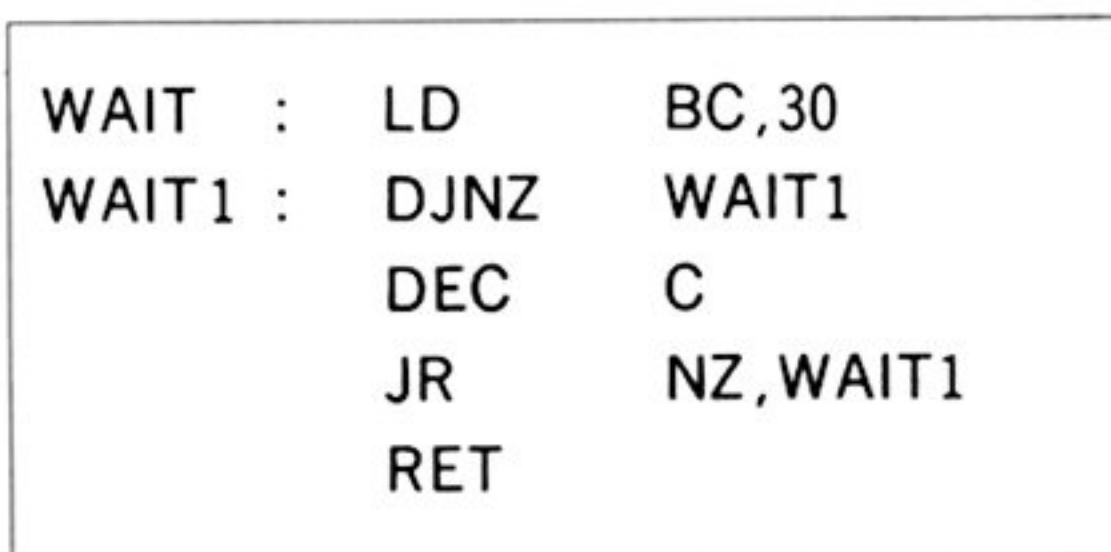 WAIT : LD BC,30
WAIT1 : DJNZ WAIT1
DEC C
JR NZ,WAIT1
RET